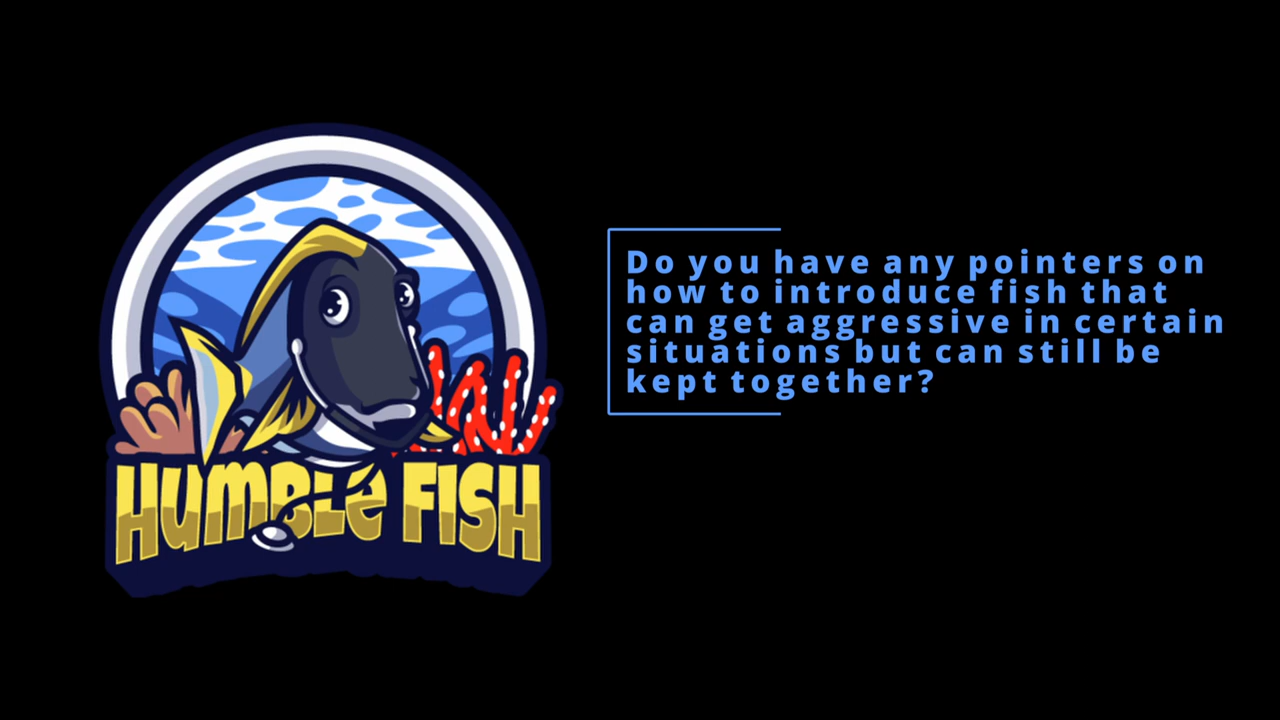 HUMBLE FISH
Do you have any pointers on
how to introduce fish that
can get aggressive in certain
situations but can still be
kept together?